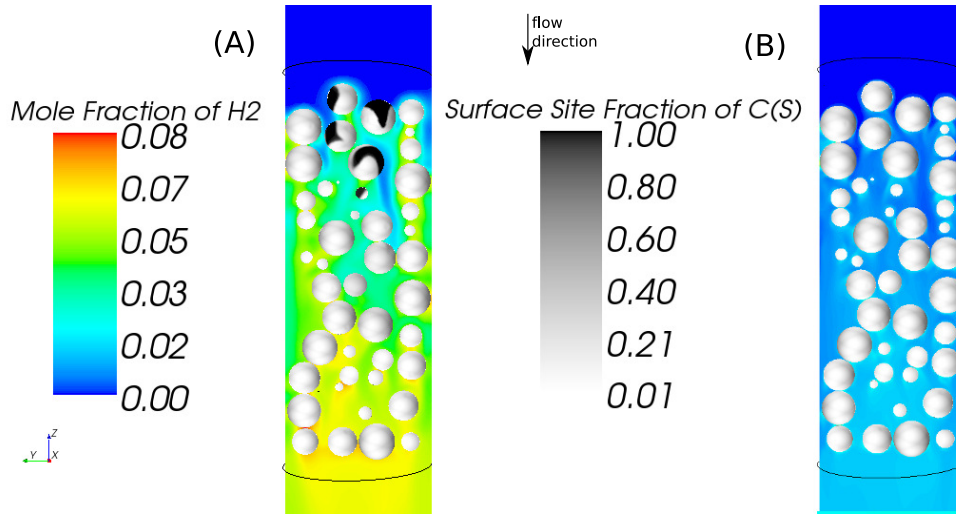 (A)
flow
direction
(B)
Mole Fraction of H2
0.08
0.07
0.05
0.03
0.02
0.00
Surface Site Fraction of C(S)
1.00
0.80
0.60
0.40
0.21
0.01
Z
Y
X